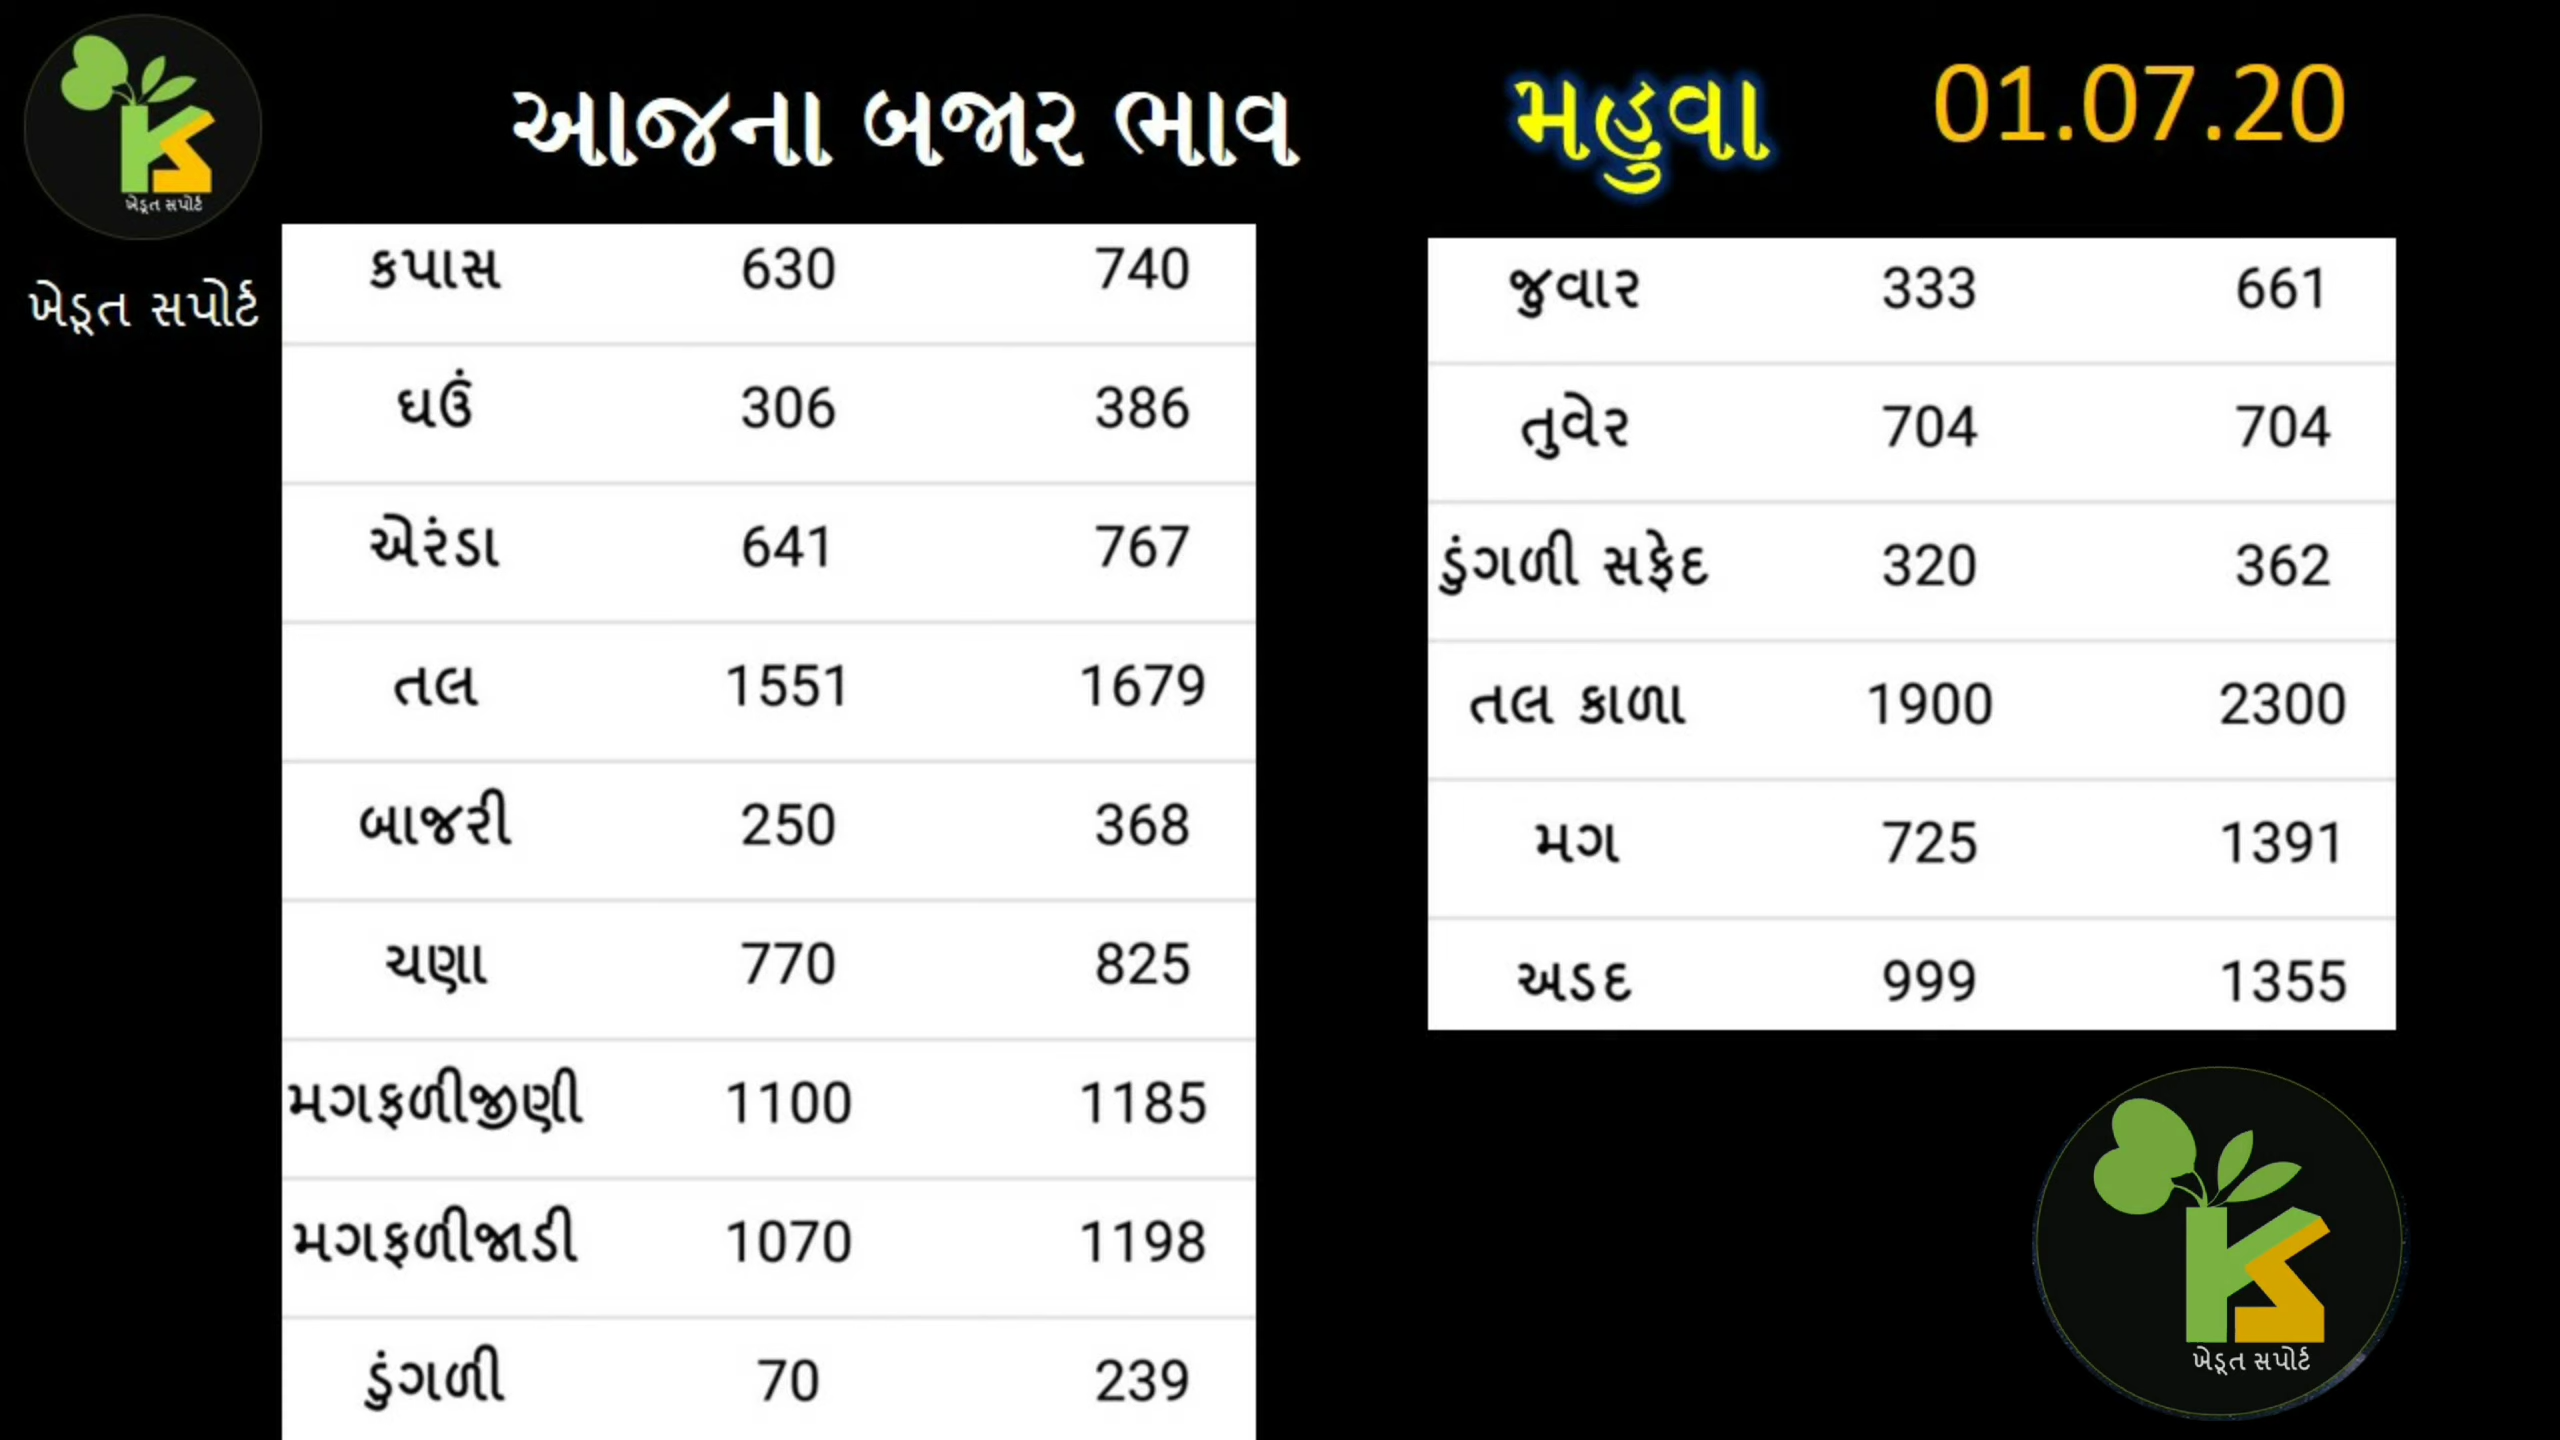 ખેડૂત સપોર્ટ
ખેડૂત સપોર્ટ
આજના બજાર ભાવ
મહુવા
01.07.20
કપાસ 630 740
ઘઉં 306 386
એરંડા 641 767
તલ 1551 1679
બાજરી 250 368
ચણા 770 825
મગફળીજીણી 1100 1185
મગફળીજાડી 1070 1198
ડુંગળી 70 239
જુવાર 333 661
તુવેર 704 704
ડુંગળી સફેદ 320 362
તલ કાળા 1900 2300
મગ 725 1391
અડદ 999 1355
KS
ખેડૂત સપોર્ટ